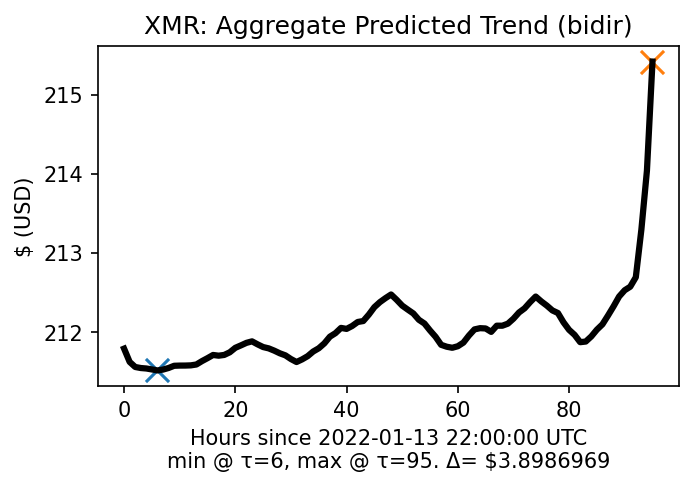 XMR: Aggregate Predicted Trend (bidir)
$ (USD)
215
214
213
212
0 20 40 60 80
Hours since 2022-01-13 22:00:00 UTC
min @ τ=6, max @ τ=95. Δ= $3.8986969